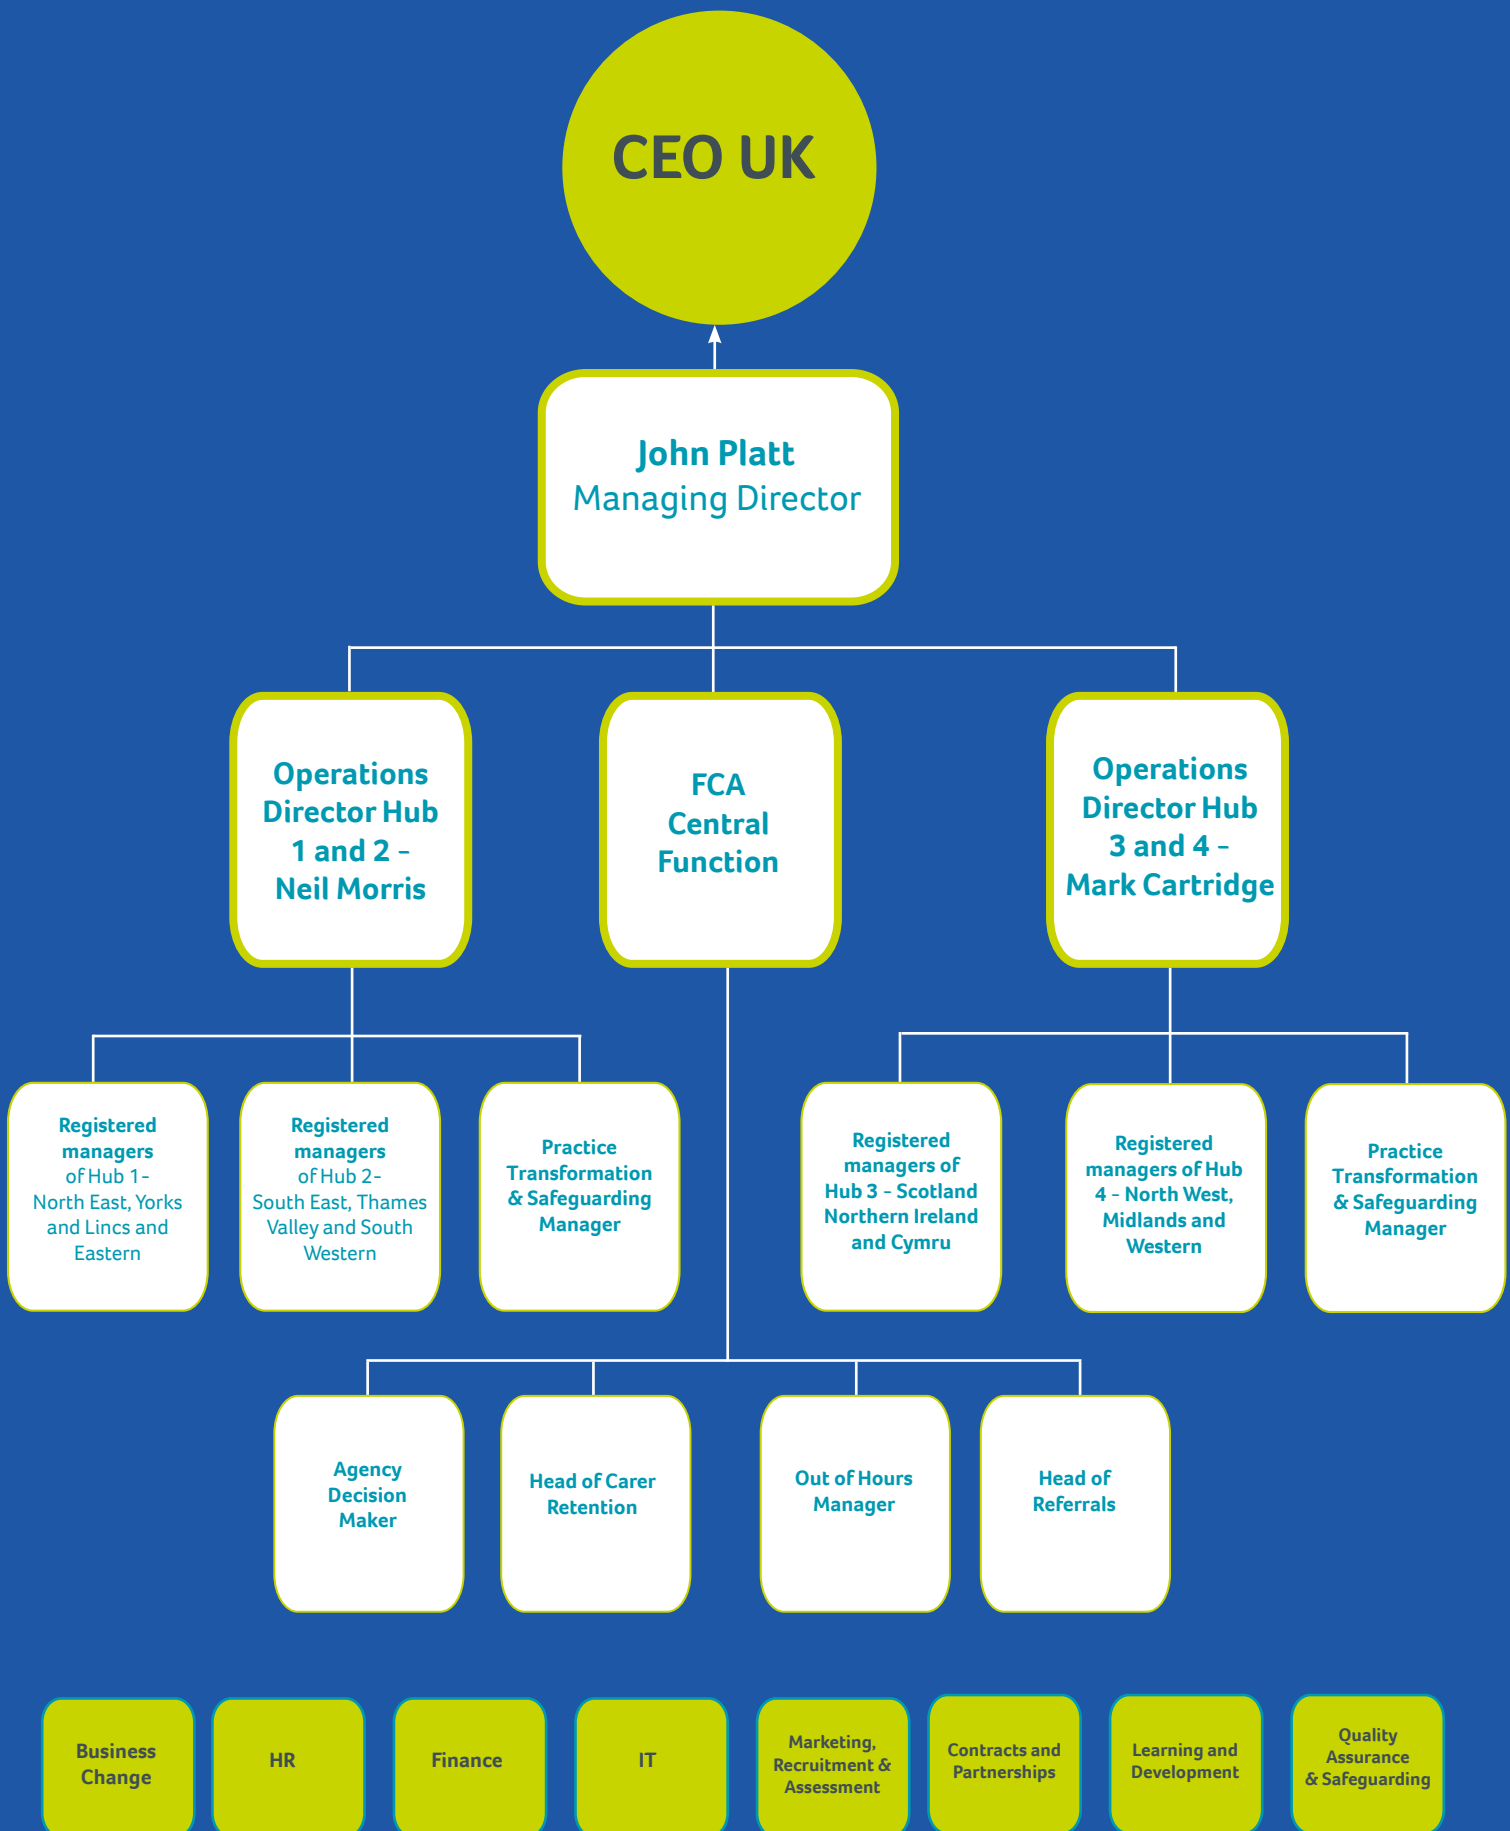 CEO UK
John Platt
Managing Director
Operations
Director Hub
1 and 2 -
Neil Morris
FCA
Central
Function
Operations
Director Hub
3 and 4 -
Mark Cartridge
Registered
managers
of Hub 1-
North East, Yorks
and Lincs and
Eastern
Registered
managers
of Hub 2-
South East, Thames
Valley and South
Western
Practice
Transformation
& Safeguarding
Manager
Registered
managers of
Hub 3 - Scotland
Northern Ireland
and Cymru
Registered
managers of Hub
4 - North West,
Midlands and
Western
Practice
Transformation
& Safeguarding
Manager
Agency
Decision
Maker
Head of Carer
Retention
Out of Hours
Manager
Head of
Referrals
Business
Change
HR
Finance
IT
Marketing,
Recruitment &
Assessment
Contracts and
Partnerships
Learning and
Development
Quality
Assurance
& Safeguarding